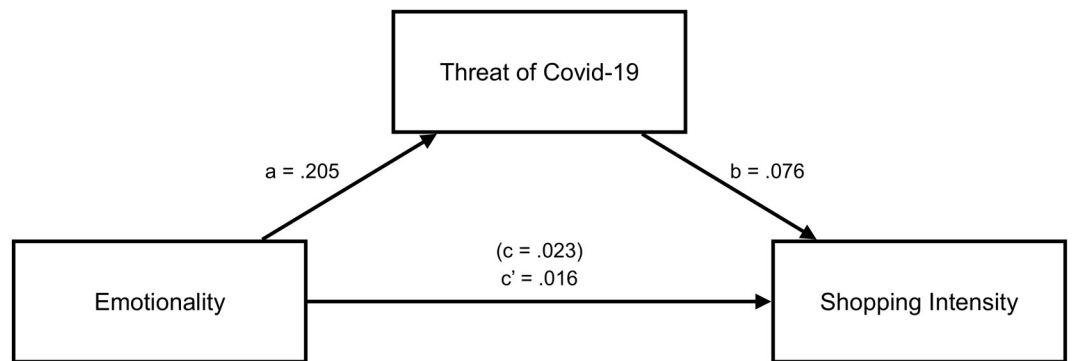 Threat of Covid-19
a = .205
b = .076
(c = .023)
c’ = .016
Emotionality
Shopping Intensity